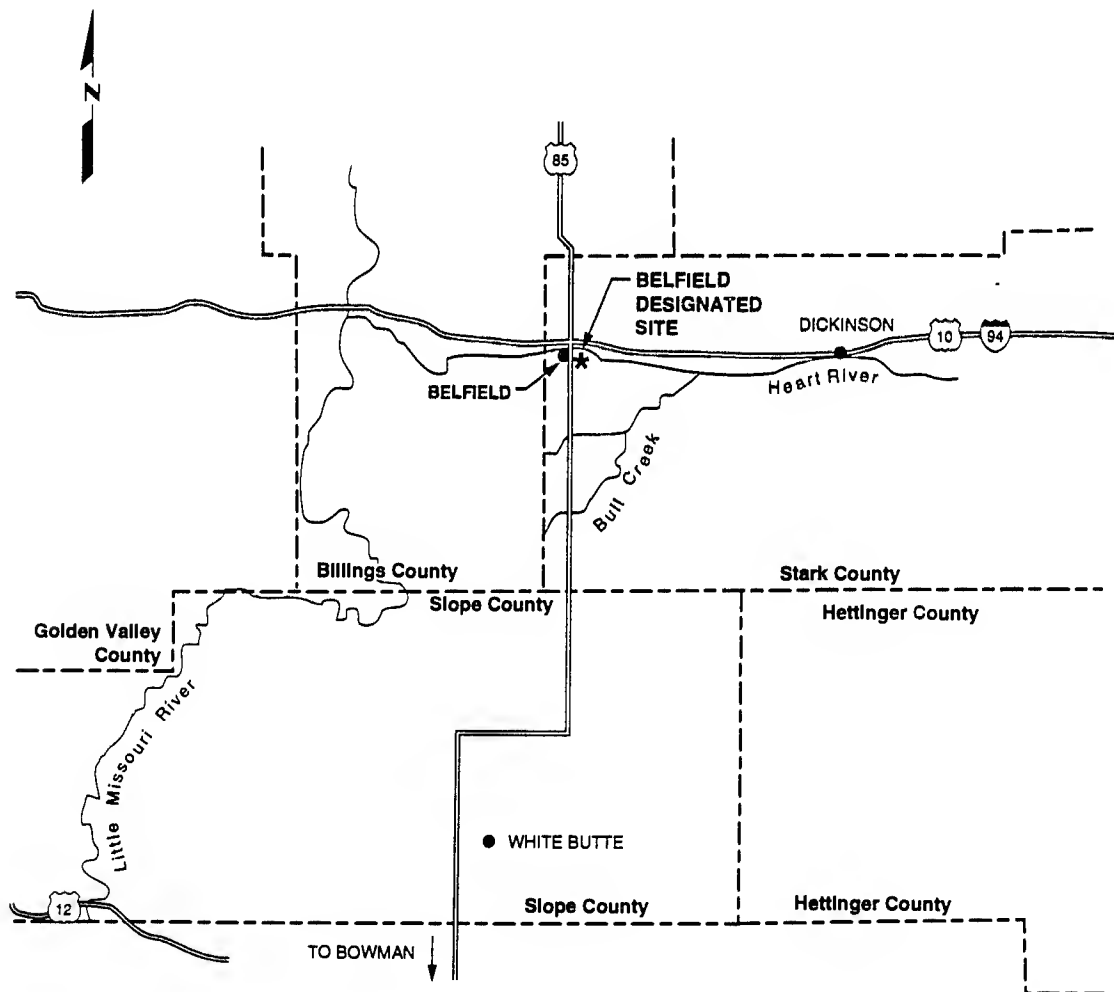 N
85
BELFIELD
DESIGNATED
SITE
DICKINSON
10
94
BELFIELD
*
Heart River
Bull Creek
Billings County
Stark County
Slope County
Hettinger County
Golden Valley
County
Little Missouri River
WHITE BUTTE
12
Slope County
Hettinger County
TO BOWMAN